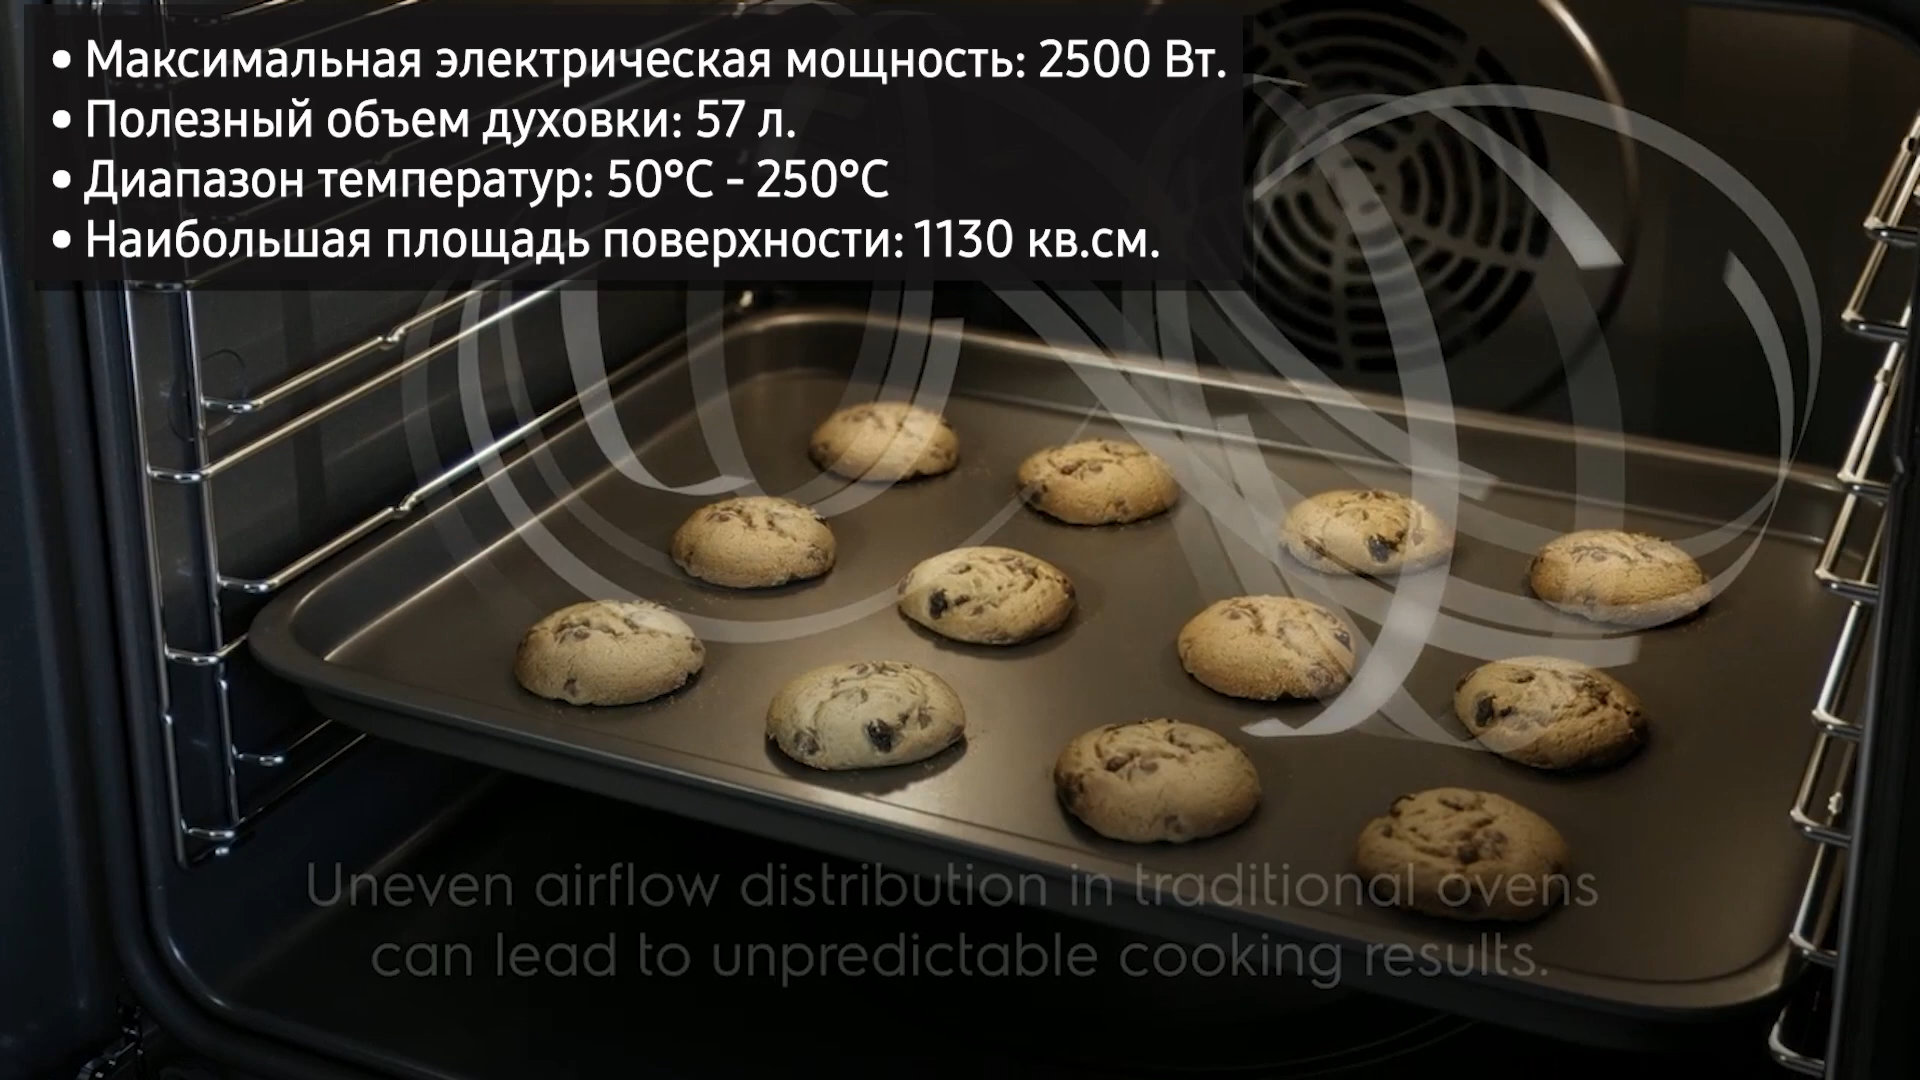 • Максимальная электрическая мощность: 2500 Вт.
• Полезный объем духовки: 57 л.
• Диапазон температур: 50°C - 250°C
• Наибольшая площадь поверхности: 1130 кв.см.
Uneven airflow distribution in traditional ovens
can lead to unpredictable cooking results.